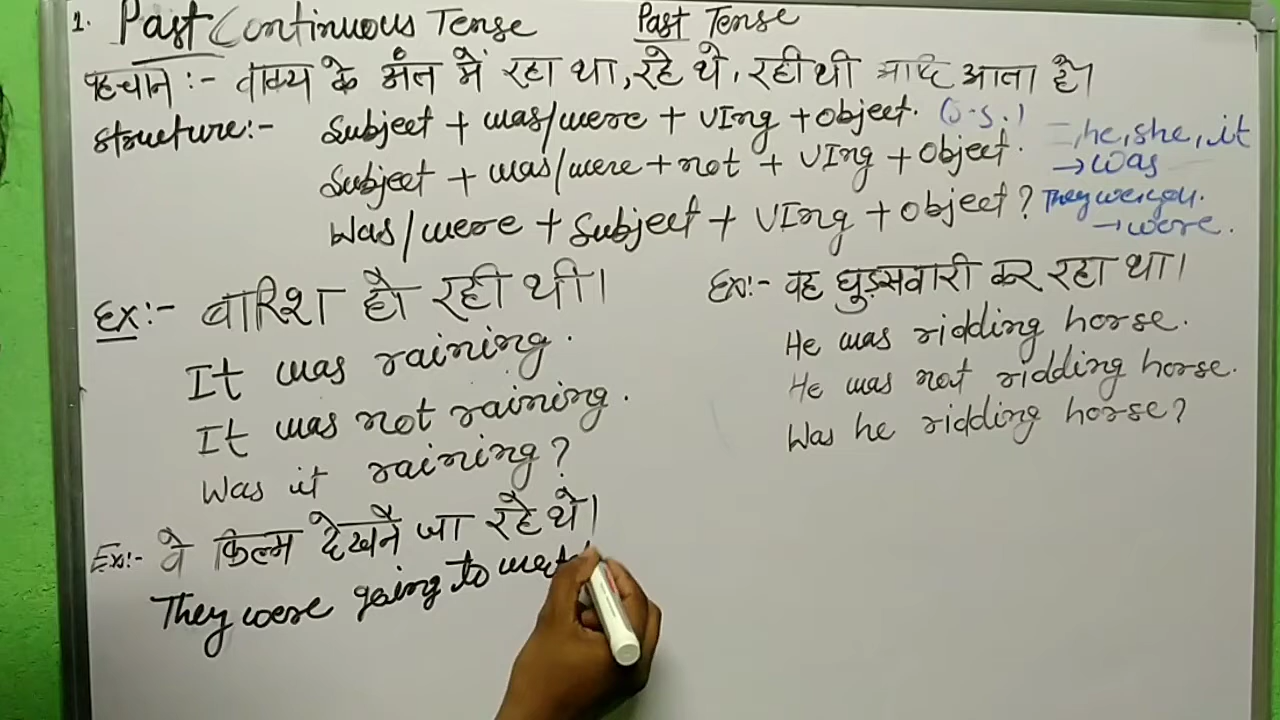 1. Past Continuous Tense Past Tense
पहचान :- वाक्य के अंत में रहा था, रहे थे, रही थी आदि आता है।
Structure:- Subject + was/were + VIng + Object. (S.S.)
Subject + was/were + not + VIng + Object.
Was/were + Subject + VIng + Object?
he, she, it
→ was
They we you.
→ were.
Ex:- बारिश हो रही थी।
It was raining.
It was not raining.
Was it raining?
Ex:- वे फिल्म देखने जा रहे थे।
They were going to
Ex:- वह घुड़सवारी कर रहा था।
He was ridding horse.
He was not ridding horse.
Was he ridding horse?